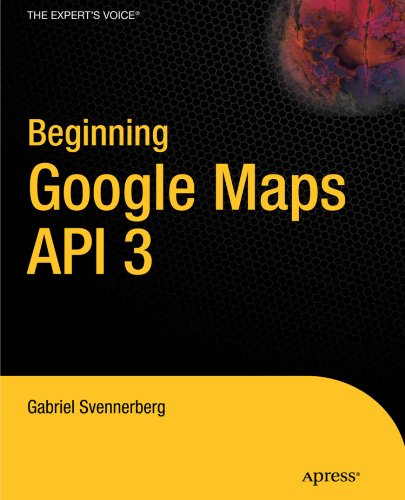 THE EXPERT'S VOICE®
Beginning
Google Maps
API 3
Gabriel Svennerberg
Apress®